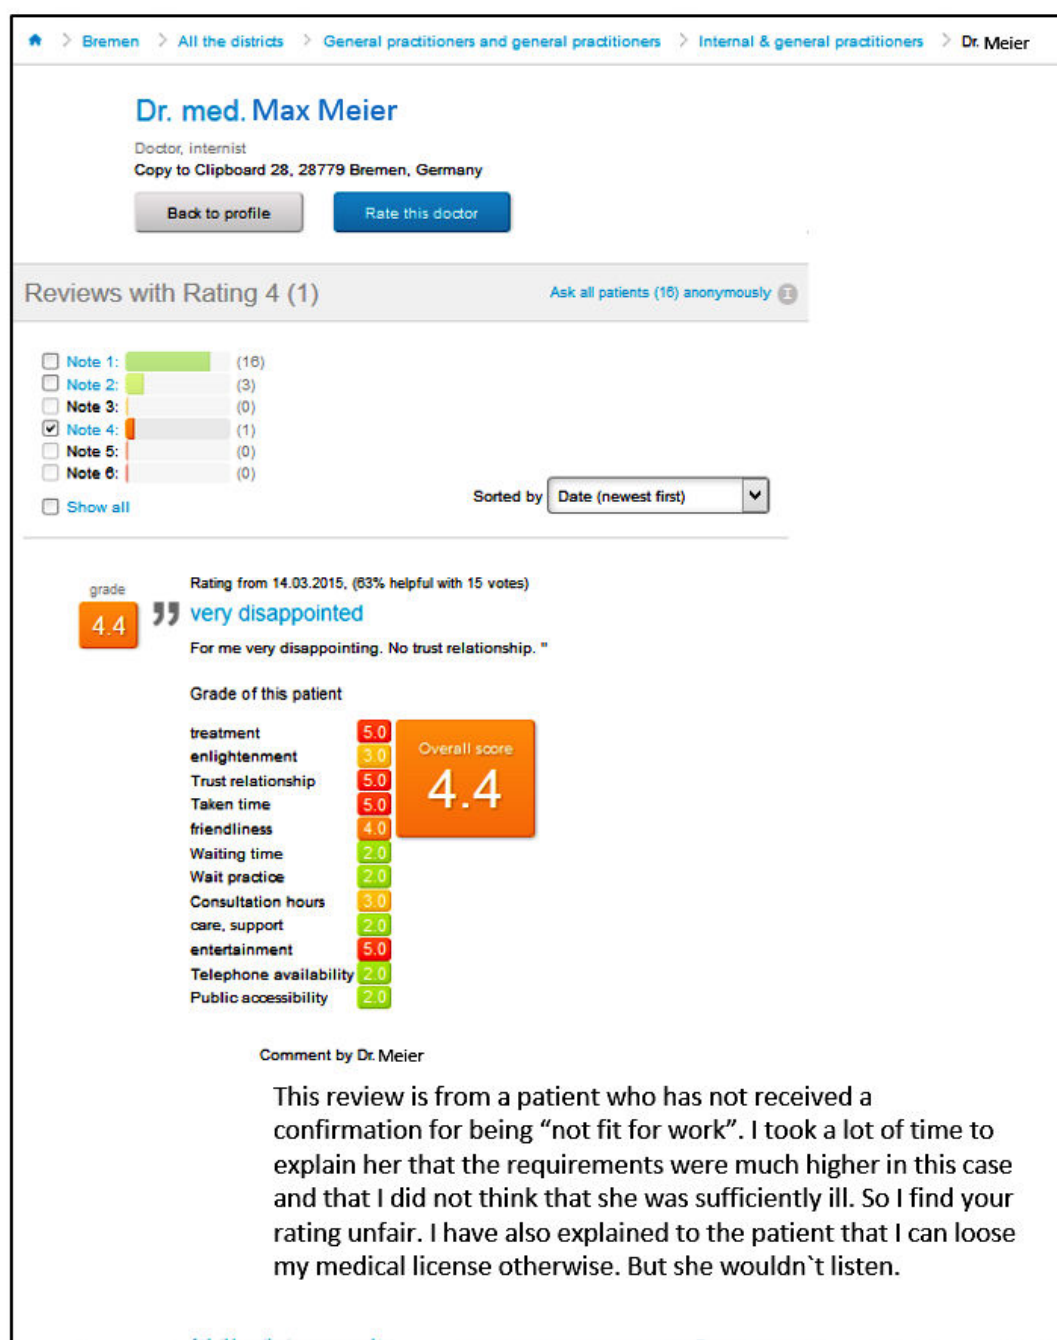 Bremen > All the districts > General practitioners and general practitioners > Internal & general practitioners > Dr. Meier
Dr. med. Max Meier
Doctor, internist
Copy to Clipboard 28, 28779 Bremen, Germany
Back to profile Rate this doctor
Reviews with Rating 4 (1) Ask all patients (16) anonymously I
Note 1: (16)
Note 2: (3)
Note 3: (0)
Note 4: (1)
Note 5: (0)
Note 6: (0)
Sorted by Date (newest first)
Show all
grade
4.4
Rating from 14.03.2015, (63% helpful with 15 votes)
" very disappointed
For me very disappointing. No trust relationship. "
Grade of this patient
treatment 5.0
enlightenment 3.0
Trust relationship 5.0
Taken time 5.0
friendliness 4.0
Waiting time 2.0
Wait practice 2.0
Consultation hours 3.0
care, support 2.0
entertainment 5.0
Telephone availability 2.0
Public accessibility 2.0
Overall score
4.4
Comment by Dr. Meier
This review is from a patient who has not received a
confirmation for being “not fit for work”. I took a lot of time to
explain her that the requirements were much higher in this case
and that I did not think that she was sufficiently ill. So I find your
rating unfair. I have also explained to the patient that I can loose
my medical license otherwise. But she wouldn`t listen.